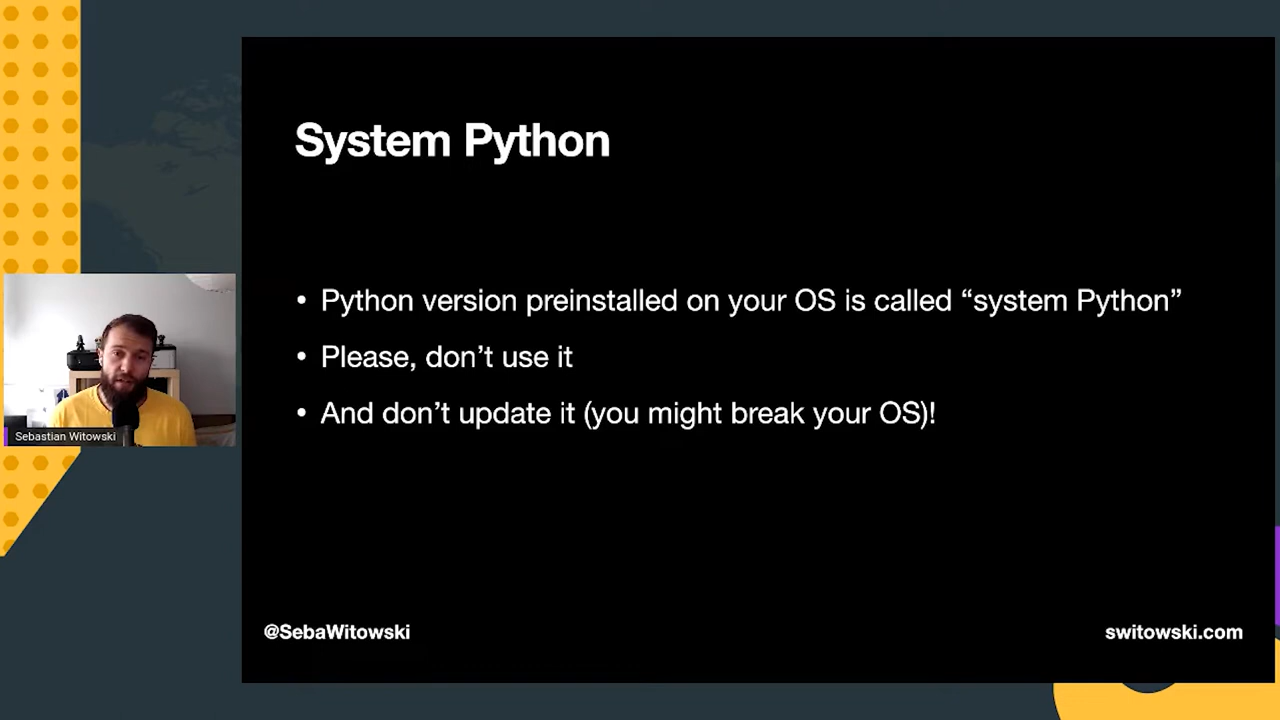 System Python
• Python version preinstalled on your OS is called “system Python”
• Please, don’t use it
• And don’t update it (you might break your OS)!
Sebastian Witowski
@SebaWitowski
switowski.com